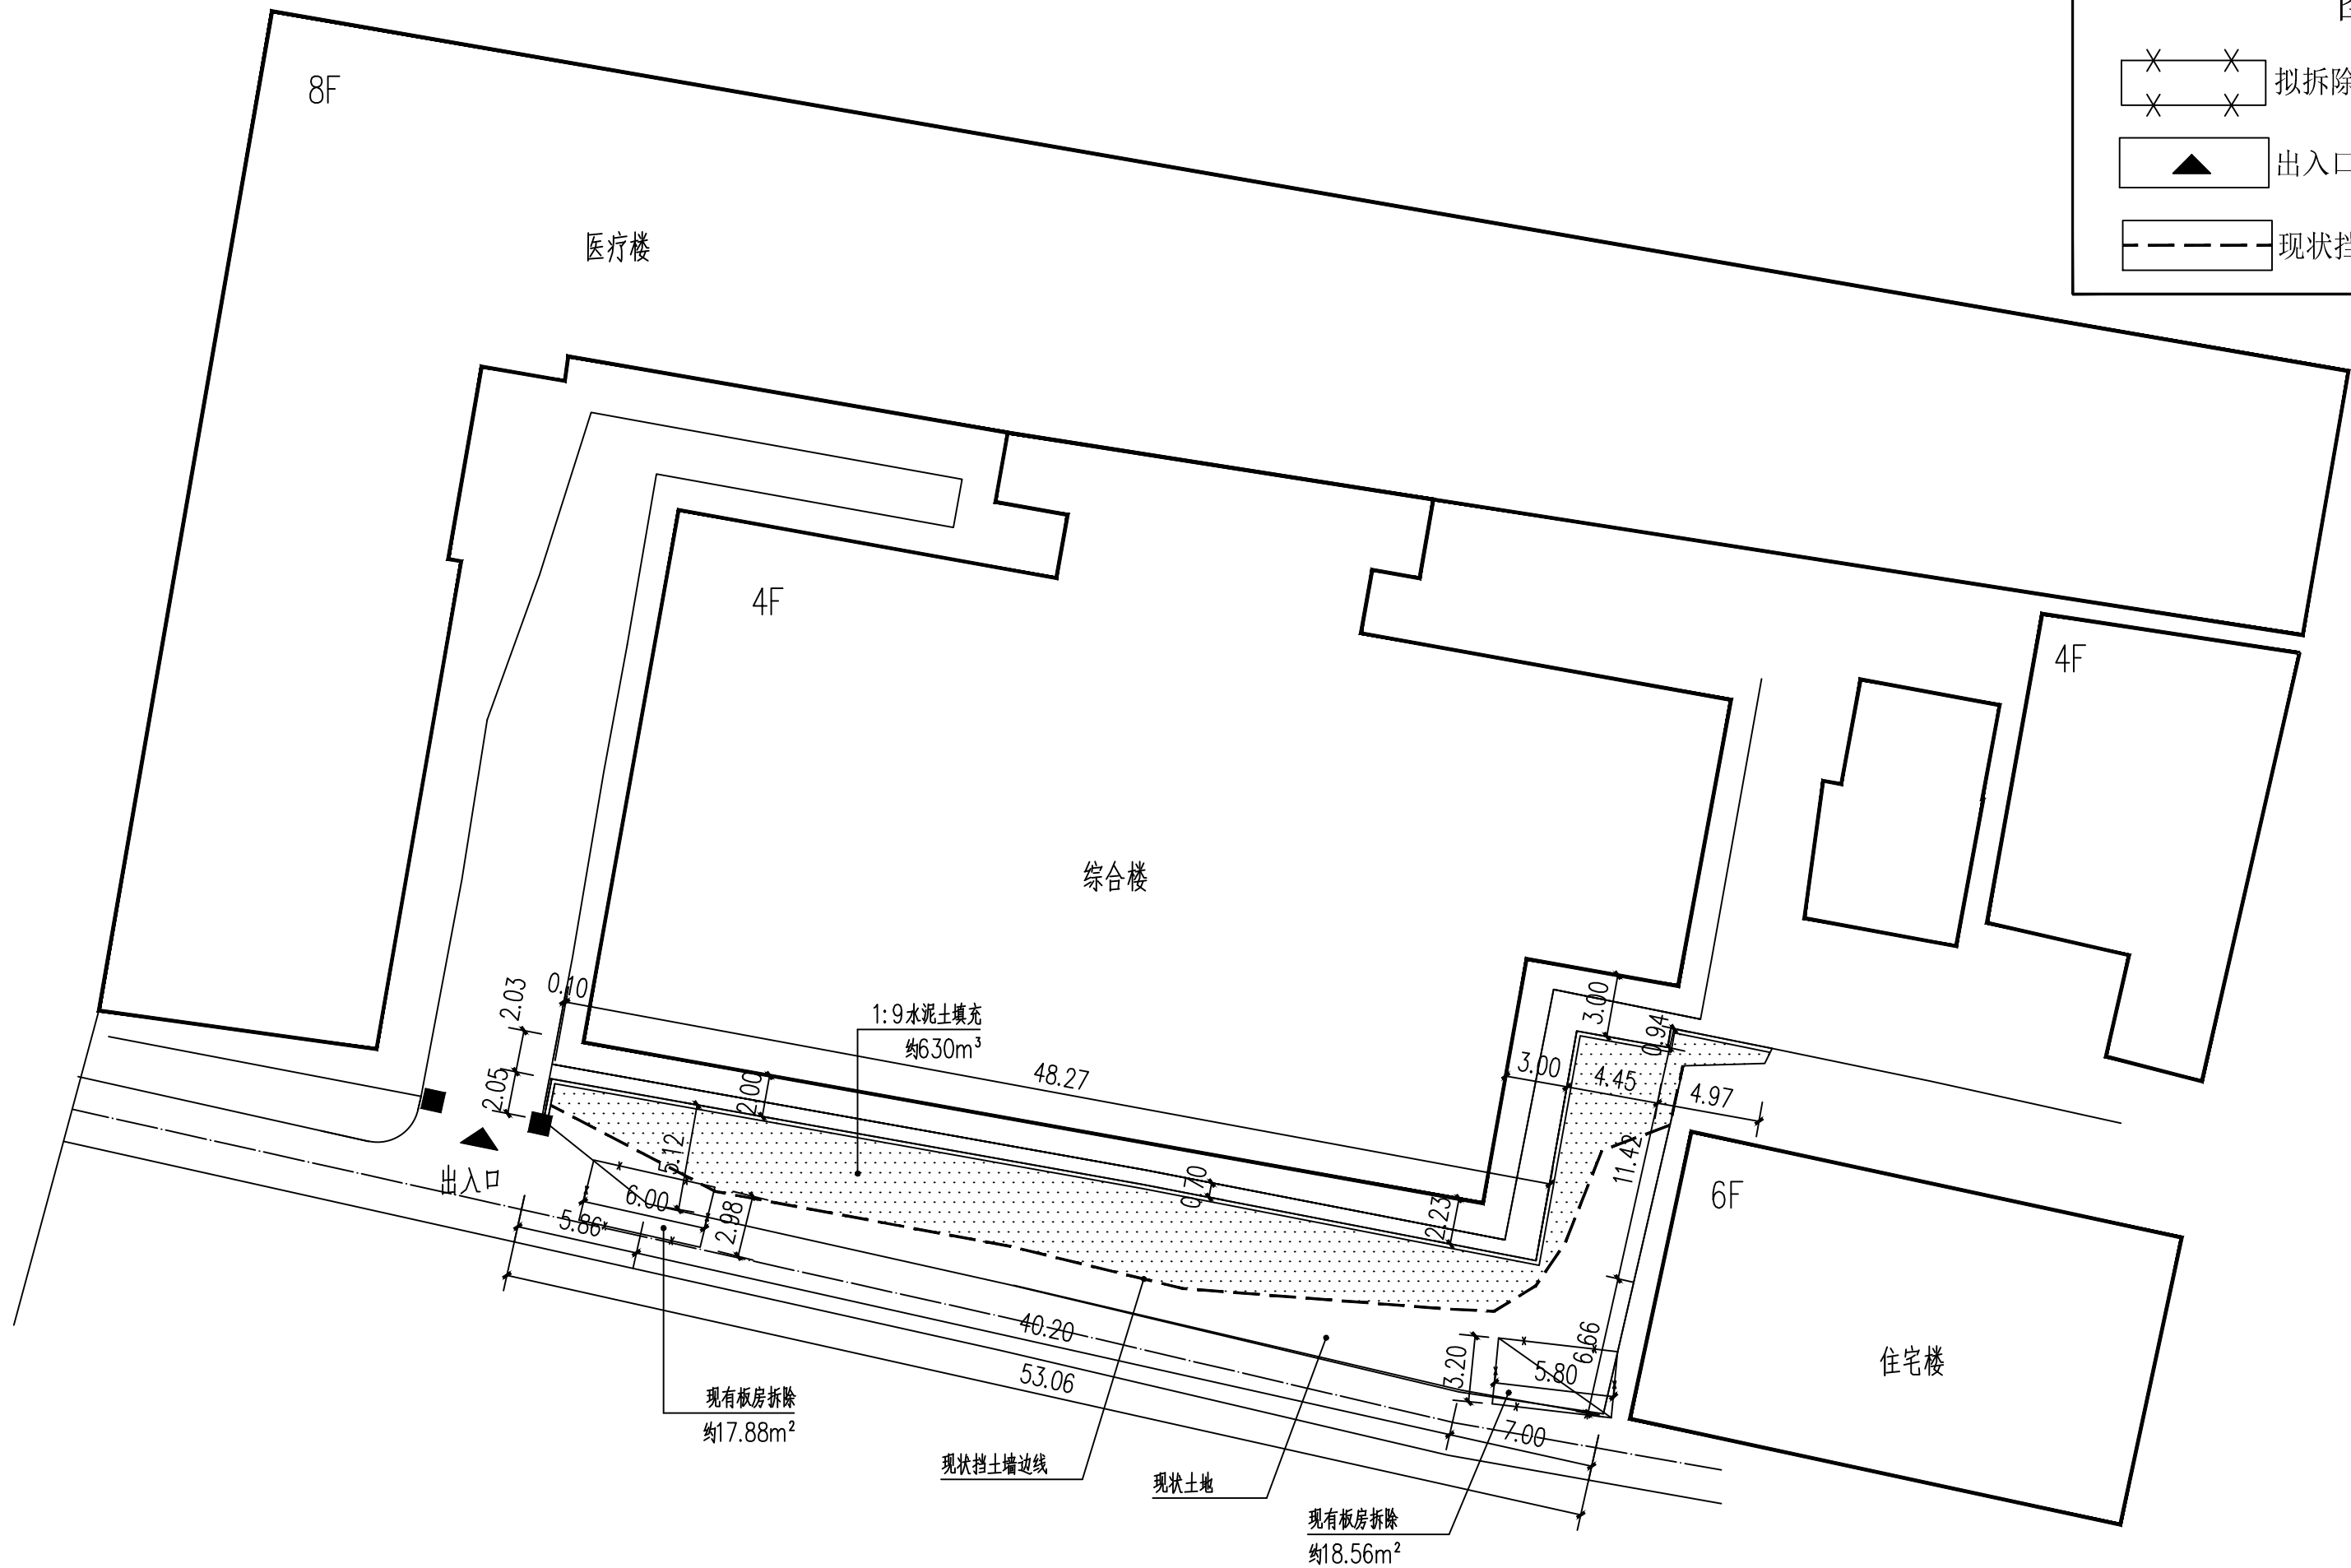 8F
拟拆除
出入口
现状挡
医疗楼
4F
4F
综合楼
2.03
0.10
2.05
1:9水泥土填充
约630m³
48.27
2.00
5.12
3.00
0.94
3.00
4.45
4.97
11.42
0.70
2.23
出入口
6.00
5.86
2.98
6F
40.20
53.06
3.20
5.80
6.66
7.00
住宅楼
现有板房拆除
约17.88m²
现状挡土墙边线
现状土地
现有板房拆除
约18.56m²